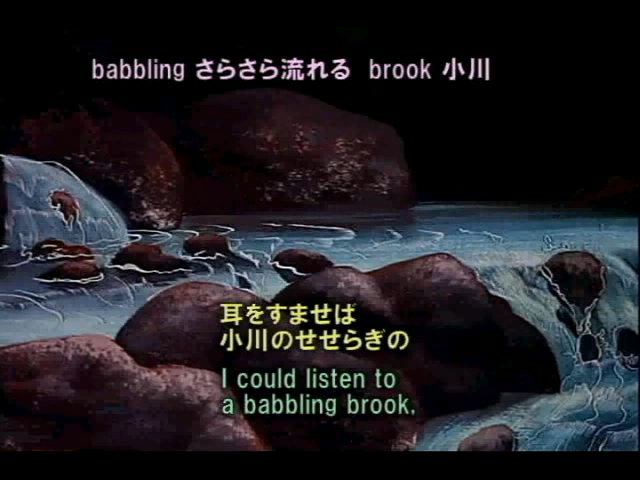 babbling さらさら流れる brook 小川
耳をすませば
小川のせせらぎの
I could listen to
a babbling brook,